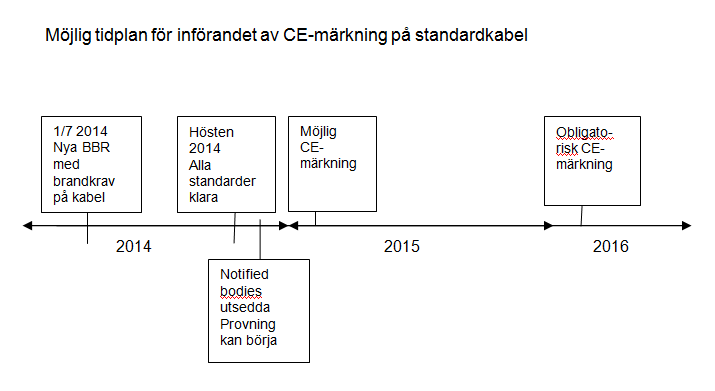 Möjlig tidplan för införandet av CE-märkning på standardkabel
1/7 2014
Nya BBR
med
brandkrav
på kabel
Hösten
2014
Alla
standarder
klara
Möjlig
CE-
märkning
Obligato-
risk CE-
märkning
2014
2015
2016
Notified
bodies
utsedda
Provning
kan börja